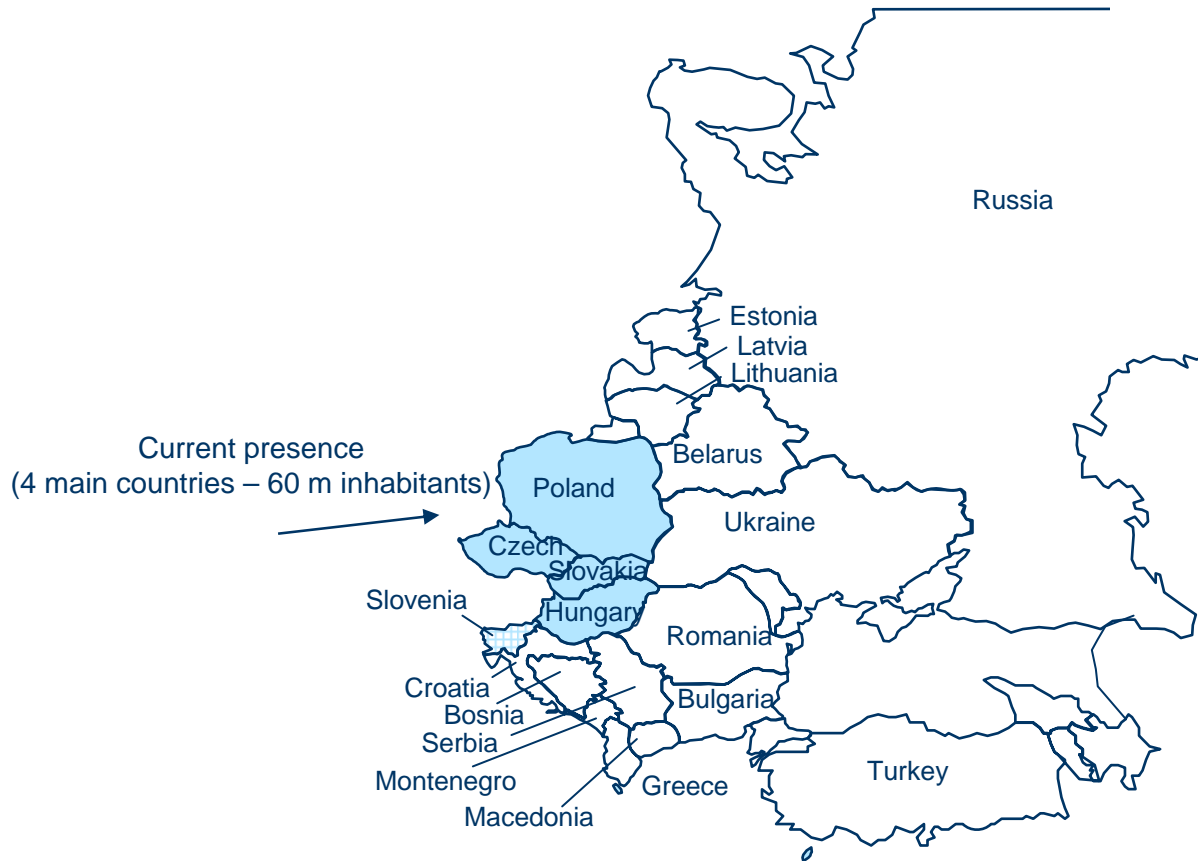 Russia
Estonia
Latvia
Lithuania
Current presence
(4 main countries – 60 m inhabitants)
Belarus
Poland
Ukraine
Czech
Slovakia
Slovenia
Hungary
Romania
Croatia
Bulgaria
Bosnia
Serbia
Montenegro
Turkey
Greece
Macedonia